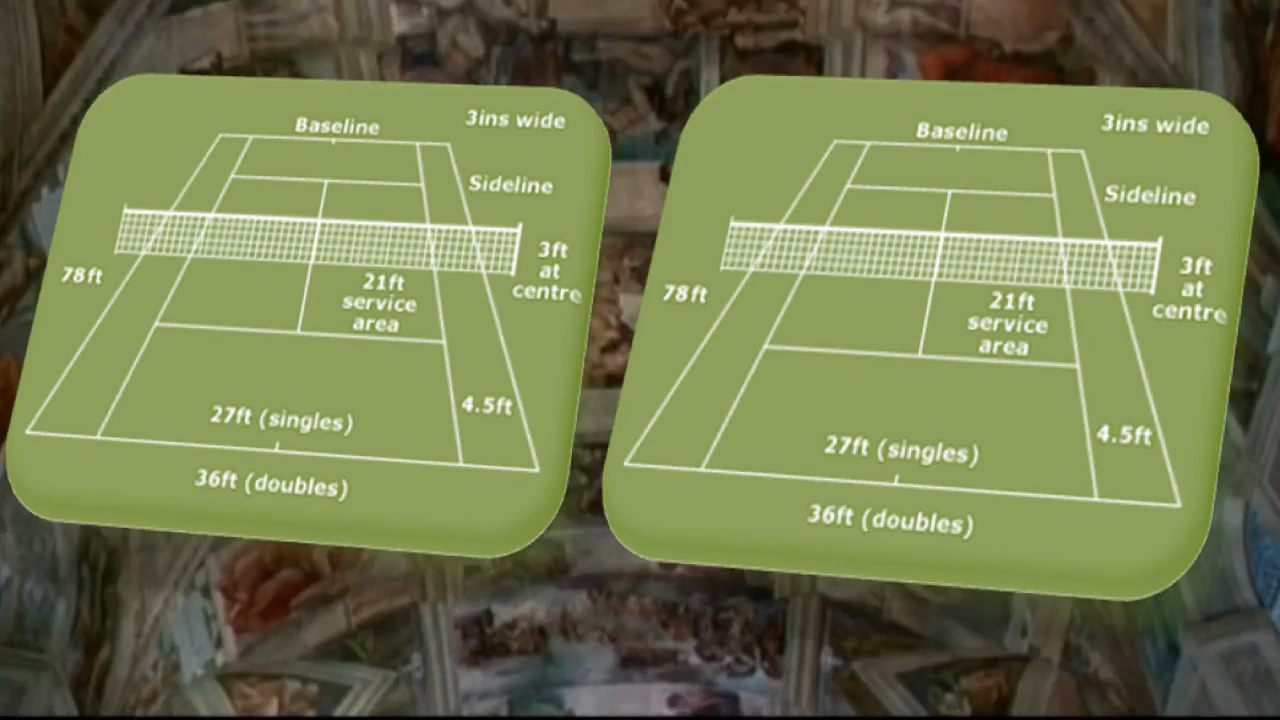 3ins wide
Baseline
Sideline
3ft
at
centre
78ft
21ft
service
area
4.5ft
27ft (singles)
36ft (doubles)
3ins wide
Baseline
Sideline
3ft
at
centre
78ft
21ft
service
area
4.5ft
27ft (singles)
36ft (doubles)